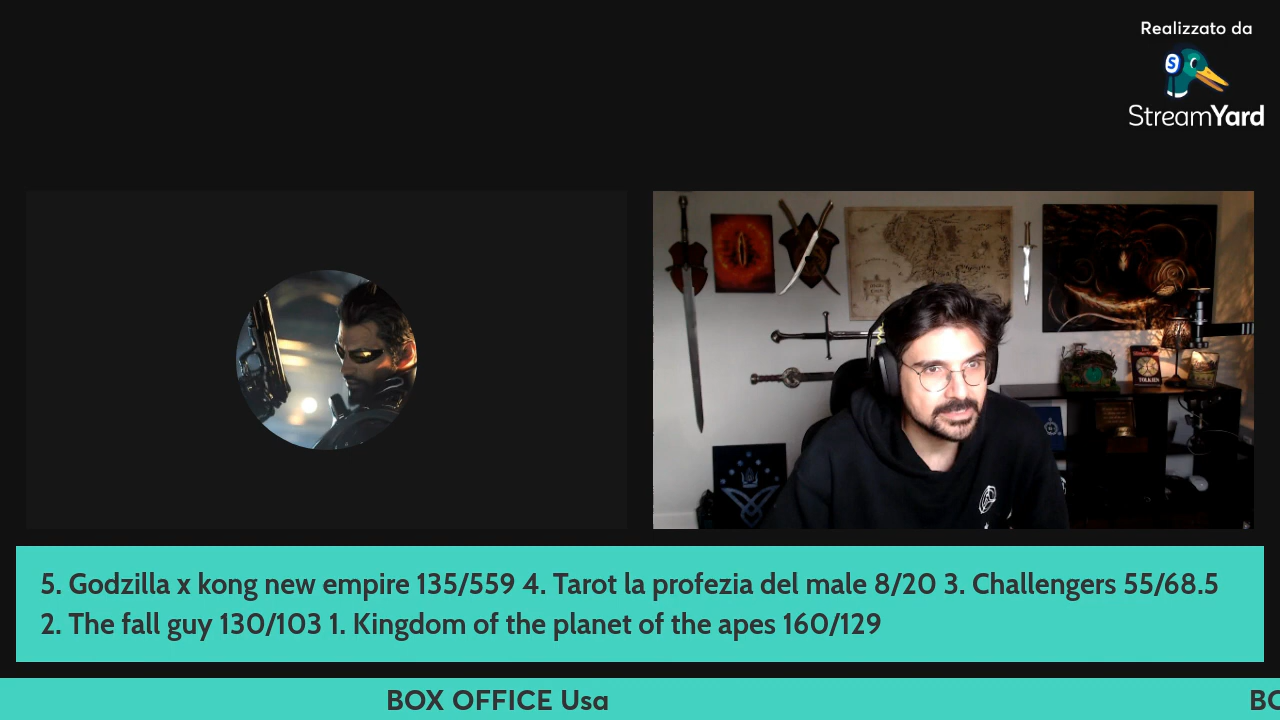 Realizzato da
S
StreamYard
TOLKIEN
5. Godzilla x kong new empire 135/559 4. Tarot la profezia del male 8/20 3. Challengers 55/68.5
2. The fall guy 130/103 1. Kingdom of the planet of the apes 160/129
BOX OFFICE Usa
BO